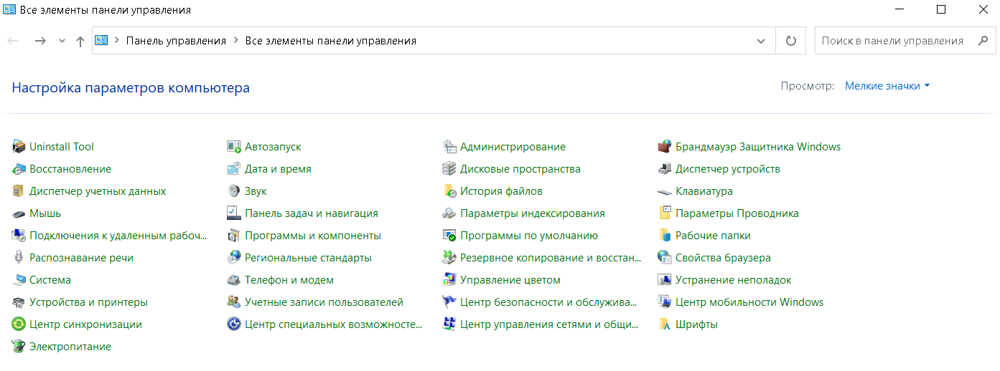 Все элементы панели управления
Панель управления Все элементы панели управления Поиск в панели управления
Настройка параметров компьютера Просмотр: Мелкие значки
Uninstall Tool Автозапуск Администрирование Брандмауэр Защитника Windows
Восстановление Дата и время Дисковые пространства Диспетчер устройств
Диспетчер учетных данных Звук История файлов Клавиатура
Мышь Панель задач и навигация Параметры индексирования Параметры Проводника
Подключения к удаленным рабоч... Программы и компоненты Программы по умолчанию Рабочие папки
Распознавание речи Региональные стандарты Резервное копирование и восстан... Свойства браузера
Система Телефон и модем Управление цветом Устранение неполадок
Устройства и принтеры Учетные записи пользователей Центр безопасности и обслужива... Центр мобильности Windows
Центр синхронизации Центр специальных возможносте... Центр управления сетями и общи... Шрифты
Электропитание